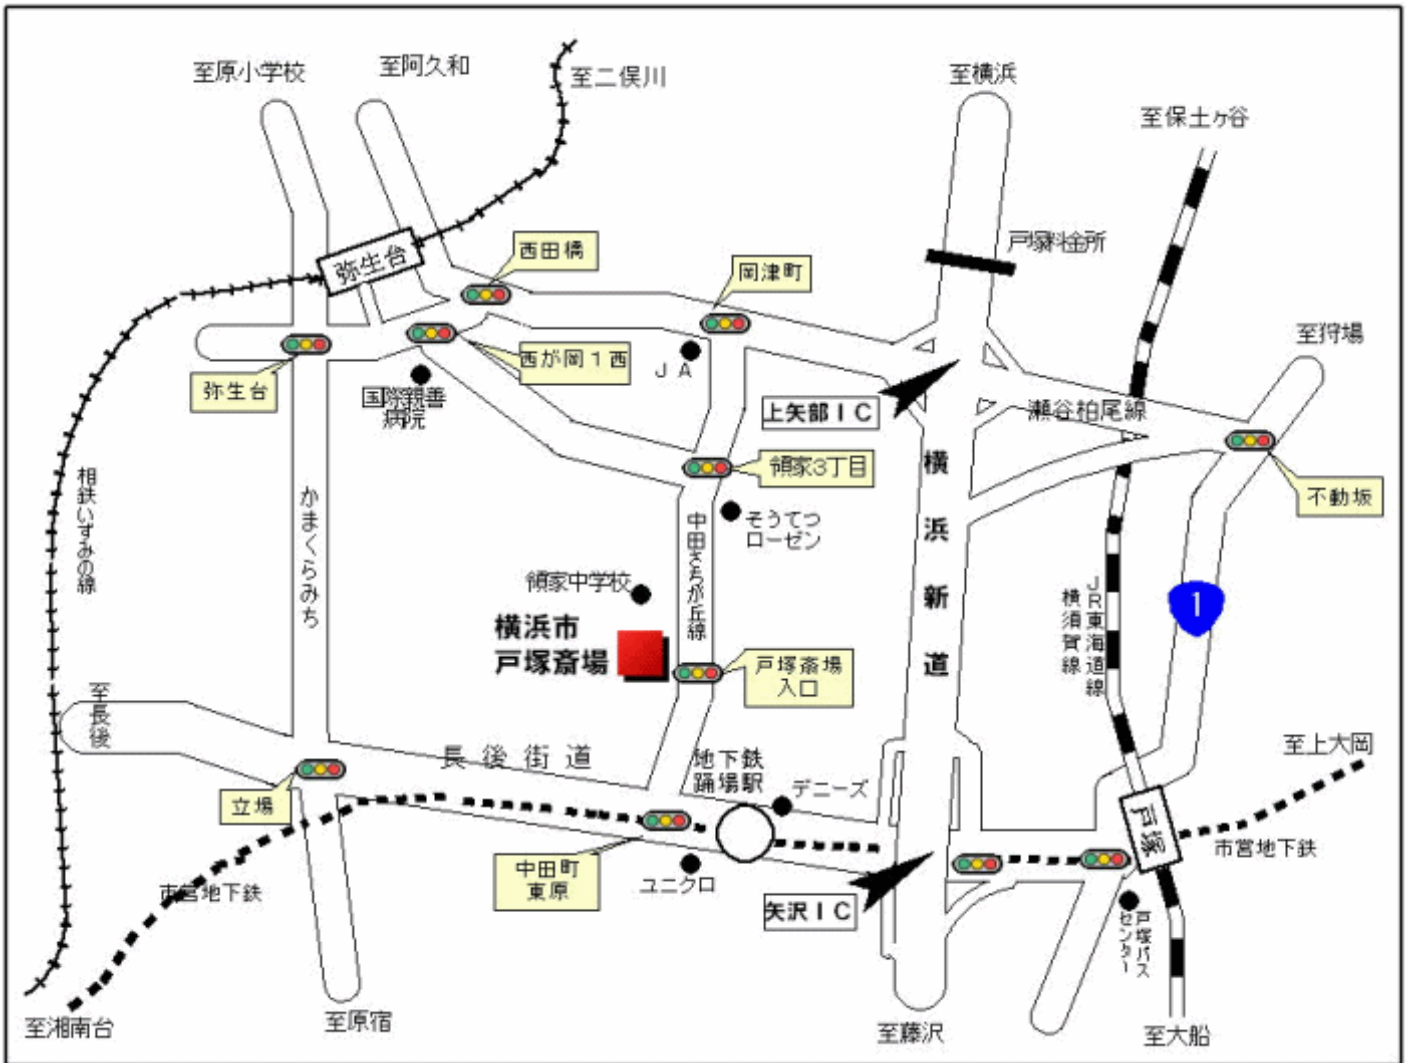 至原小学校
至阿久和
至二俣川
至横浜
至保土ヶ谷
戸塚料金所
西田橋
岡津町
弥生台
至狩場
西が岡1西
JA
弥生台
国際親善
病院
上矢部IC
瀬谷柏尾線
領家3丁目
不動坂
相鉄いずみの線
かまくらみち
中田さちが丘線
そうてつ
ローゼン
横浜新道
領家中学校
横浜市
戸塚斎場
戸塚斎場
入口
JR東海道線
横須賀線
1
至長後
長後街道
地下鉄
踊場駅
デニーズ
至上大岡
立場
戸塚
市営地下鉄
中田町
東原
ユニクロ
矢沢IC
市営地下鉄
戸塚バス
センター
至湘南台
至原宿
至藤沢
至大船